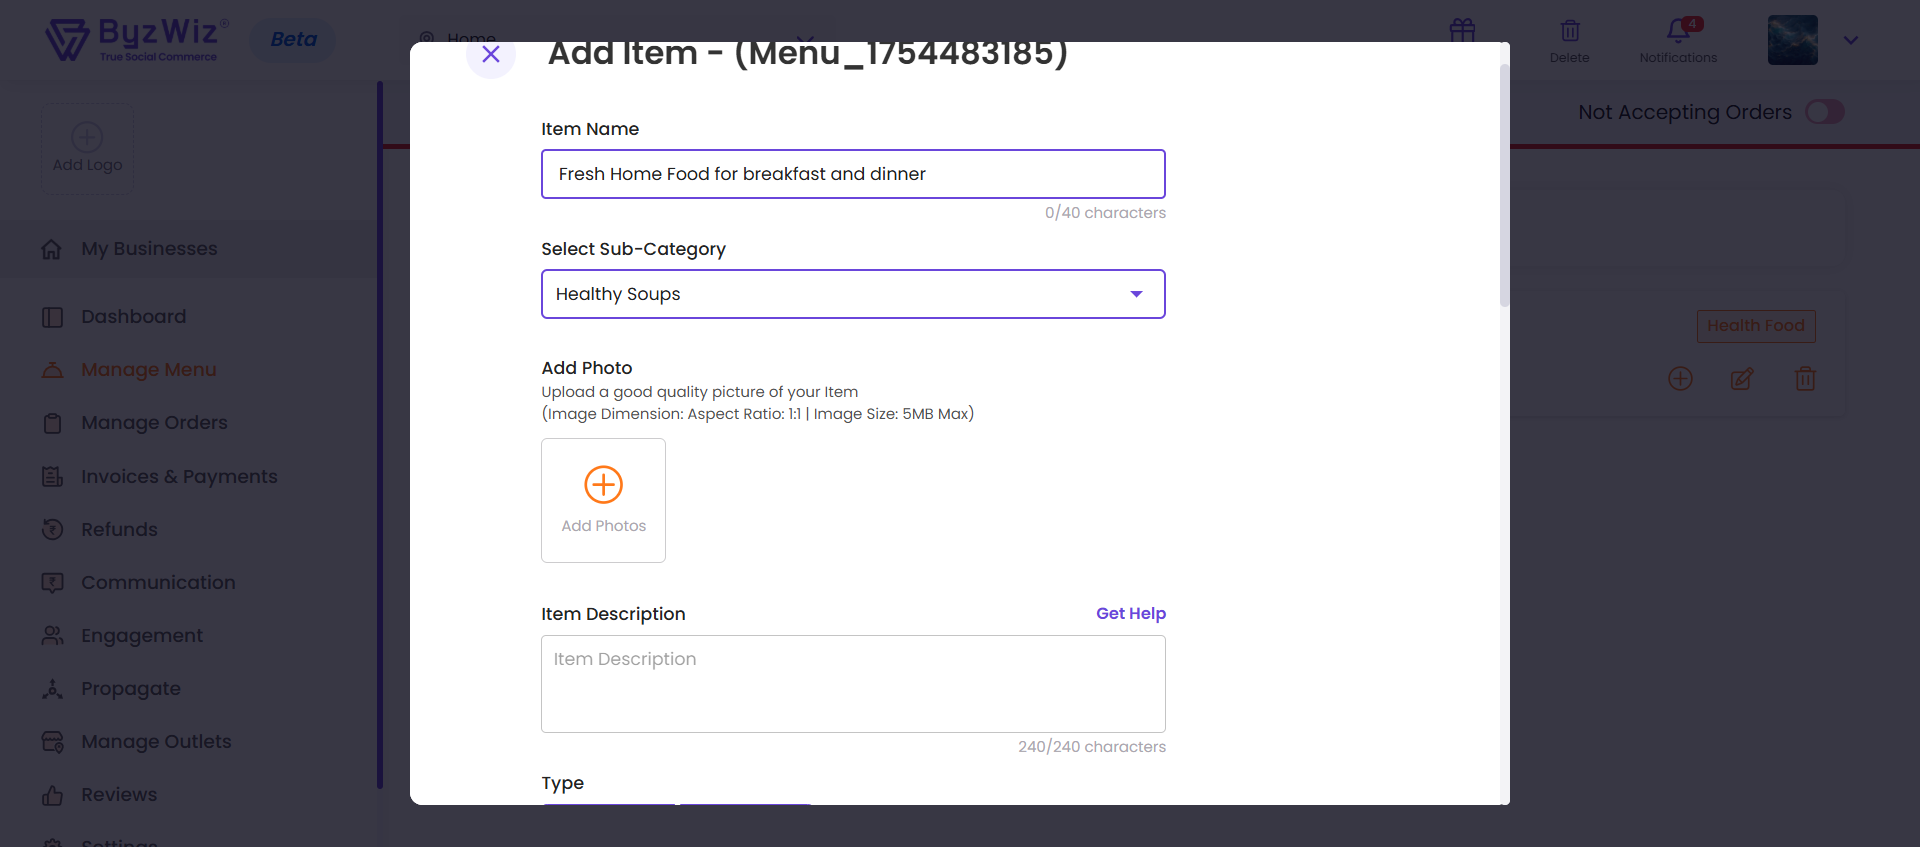 ByzWiz®
True Social Commerce
Beta
Home
Delete
4
Notifications
Not Accepting Orders
Add Logo
My Businesses
Dashboard
Manage Menu
Manage Orders
Invoices & Payments
Refunds
Communication
Engagement
Propagate
Manage Outlets
Reviews
Settings
Health Food
Add Item - (Menu_1754483185)
Item Name
Fresh Home Food for breakfast and dinner
0/40 characters
Select Sub-Category
Healthy Soups
Add Photo
Upload a good quality picture of your Item
(Image Dimension: Aspect Ratio: 1:1 | Image Size: 5MB Max)
Add Photos
Item Description
Get Help
Item Description
240/240 characters
Type